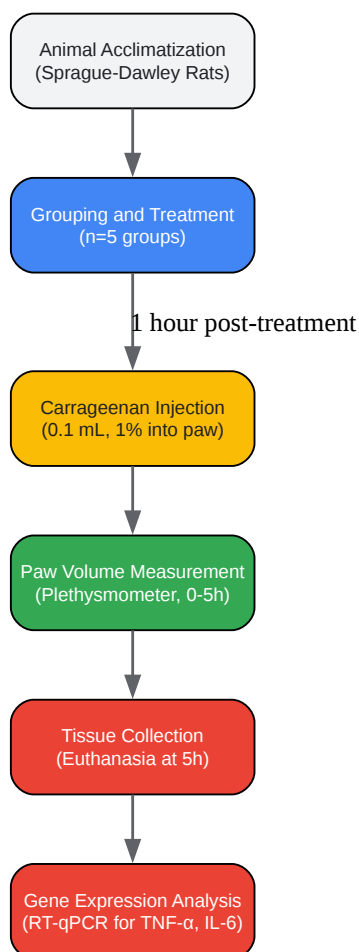 Animal Acclimatization
(Sprague-Dawley Rats)
Grouping and Treatment
(n=5 groups)
1 hour post-treatment
Carrageenan Injection
(0.1 mL, 1% into paw)
Paw Volume Measurement
(Plethysmometer, 0-5h)
Tissue Collection
(Euthanasia at 5h)
Gene Expression Analysis
(RT-qPCR for TNF-α, IL-6)